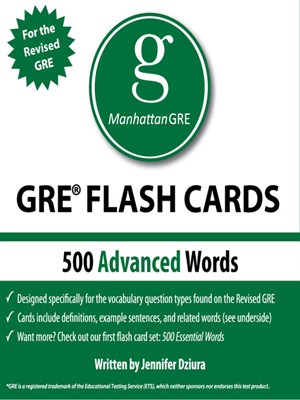 For the
Revised
GRE
g
ManhattanGRE
GRE® FLASH CARDS
500 Advanced Words
✓ Designed specifically for the vocabulary question types found on the Revised GRE
✓ Cards include definitions, example sentences, and related words (see underside)
✓ Want more? Check out our first flash card set: 500 Essential Words
Written by Jennifer Dziura
*GRE is a registered trademark of the Educational Testing Service (ETS), which neither sponsors nor endorses this test product.